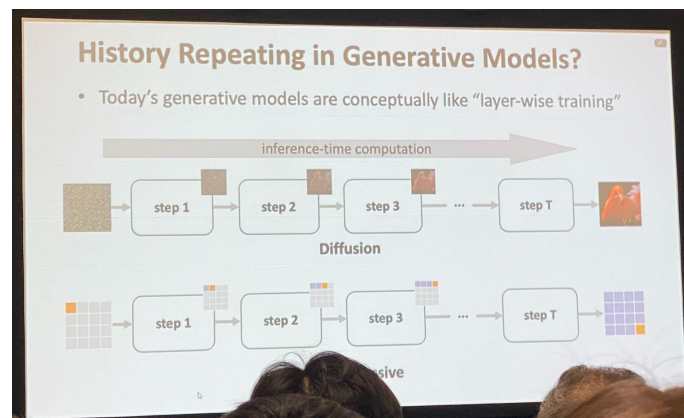 History Repeating in Generative Models?
• Today's generative models are conceptually like "layer-wise training"
inference-time computation
step 1
step 2
step 3
...
step T
Diffusion
step 1
step 2
step 3
...
step T